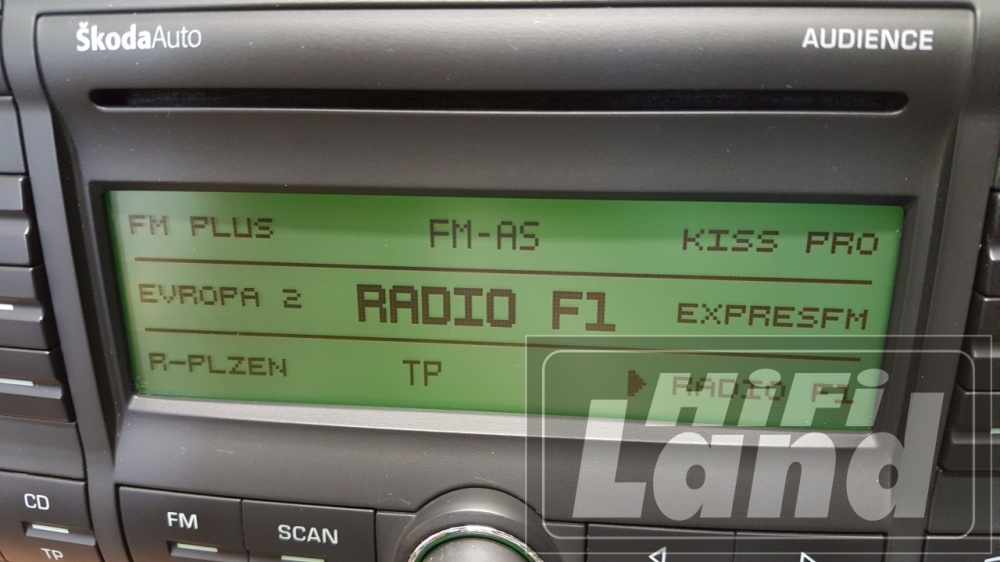 ŠkodaAuto AUDIENCE
FM PLUS FM-AS KISS PRO
EVROPA 2 RADIO F1 EXPRESFM
R-PLZEN TP RADIO F1
HiFi
Land
CD FM SCAN
TP